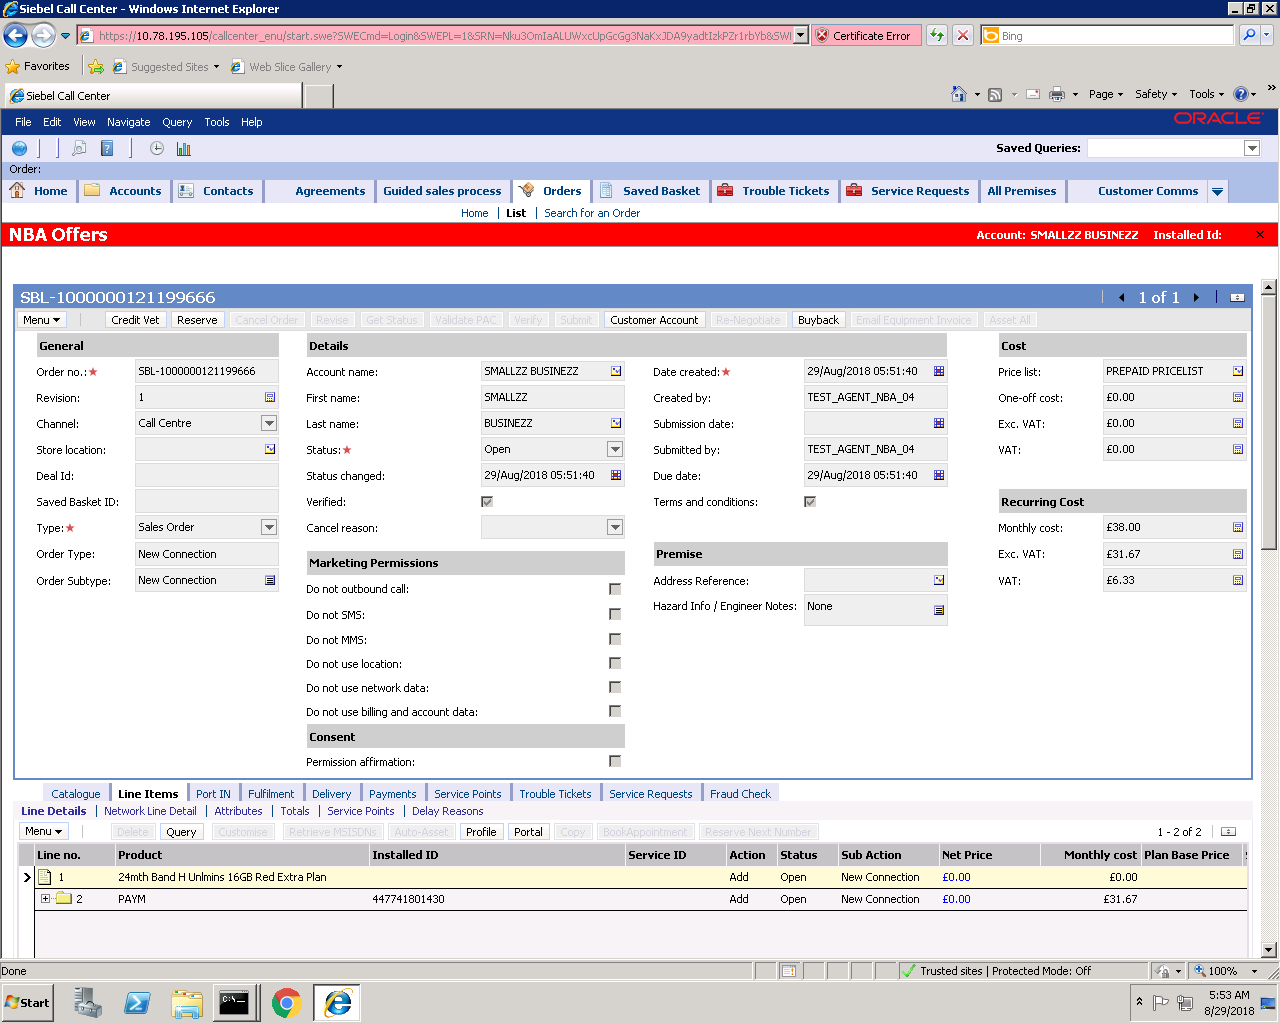 Siebel Call Center - Windows Internet Explorer
https://10.78.195.105/callcenter_enu/start.swe?SWECmd=Login&SWEPL=1&SRN=Nku3OmIaALUWxcUpGcGg3NaKxJDA9yadtIzkPZr1rbYb&SWI
Certificate Error
Bing
Favorites
Suggested Sites
Web Slice Gallery
Siebel Call Center
Page
Safety
Tools
File Edit View Navigate Query Tools Help
ORACLE
Saved Queries:
Order:
Home Accounts Contacts Agreements Guided sales process Orders Saved Basket Trouble Tickets Service Requests All Premises Customer Comms
Home List Search for an Order
NBA Offers Account: SMALLZZ BUSINEZZ Installed Id:
SBL-1000000121199666 1 of 1
Menu Credit Vet Reserve Cancel Order Revise Get Status Validate PAC Verify Submit Customer Account Re-Negotiate Buyback Email Equipment Invoice Asset All
General
Order no.:★ SBL-1000000121199666
Revision: 1
Channel: Call Centre
Store location:
Deal Id:
Saved Basket ID:
Type:★ Sales Order
Order Type: New Connection
Order Subtype: New Connection
Details
Account name: SMALLZZ BUSINEZZ
First name: SMALLZZ
Last name: BUSINEZZ
Status:★ Open
Status changed: 29/Aug/2018 05:51:40
Verified:
Cancel reason:
Date created:★ 29/Aug/2018 05:51:40
Created by: TEST_AGENT_NBA_04
Submission date:
Submitted by: TEST_AGENT_NBA_04
Due date: 29/Aug/2018 05:51:40
Terms and conditions:
Marketing Permissions
Do not outbound call:
Do not SMS:
Do not MMS:
Do not use location:
Do not use network data:
Do not use billing and account data:
Consent
Permission affirmation:
Premise
Address Reference:
Hazard Info / Engineer Notes: None
Cost
Price list: PREPAID PRICELIST
One-off cost: £0.00
Exc. VAT: £0.00
VAT: £0.00
Recurring Cost
Monthly cost: £38.00
Exc. VAT: £31.67
VAT: £6.33
Catalogue Line Items Port IN Fulfilment Delivery Payments Service Points Trouble Tickets Service Requests Fraud Check
Line Details Network Line Detail Attributes Totals Service Points Delay Reasons
Menu Delete Query Customise Retrieve MSISDNs Auto-Asset Profile Portal Copy BookAppointment Reserve Next Number 1 - 2 of 2
Line no. Product Installed ID Service ID Action Status Sub Action Net Price Monthly cost Plan Base Price
1 24mth Band H Unlmins 16GB Red Extra Plan Add Open New Connection £0.00 £0.00
2 PAYM 447741801430 Add Open New Connection £0.00 £31.67
Done
Trusted sites | Protected Mode: Off
100%
Start
5:53 AM
8/29/2018